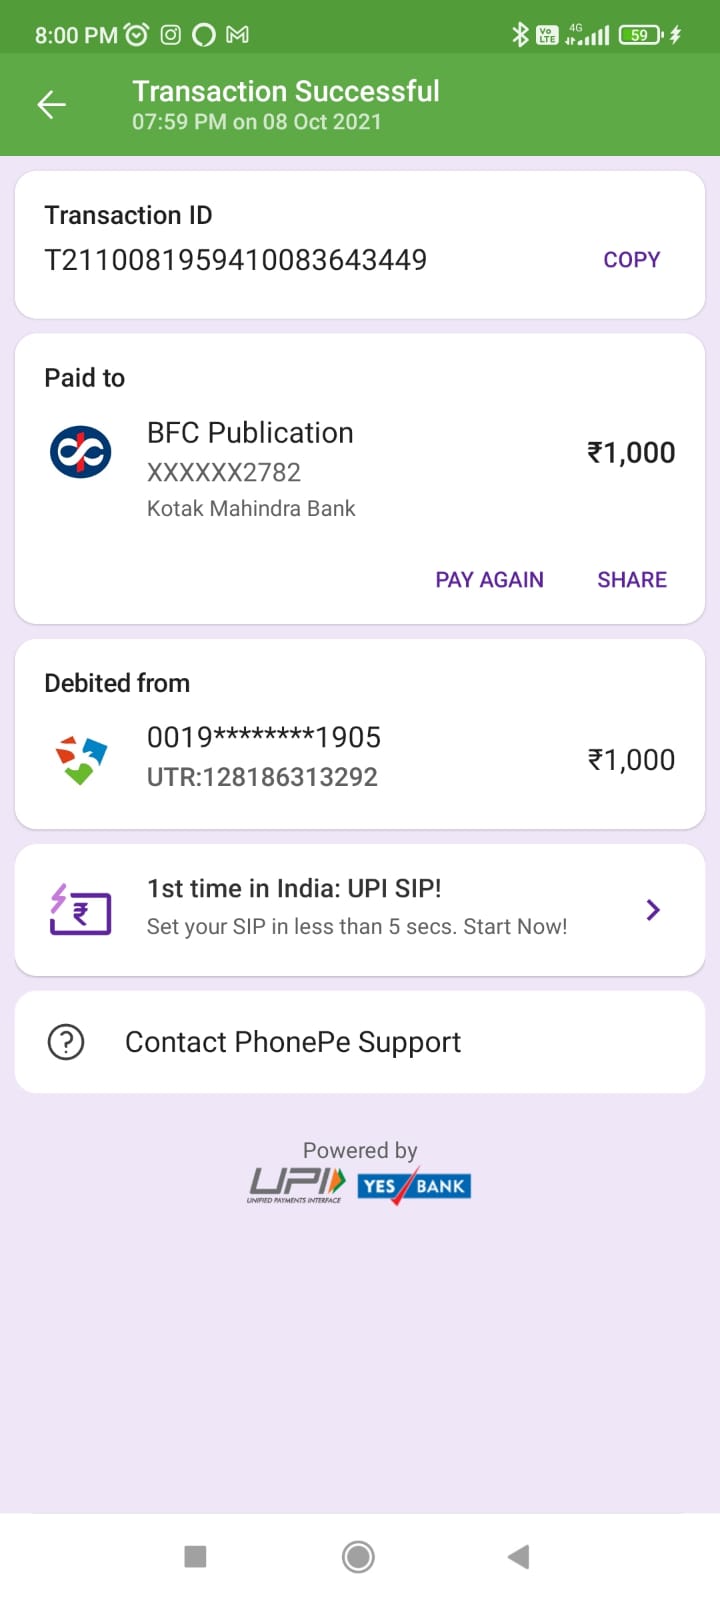 8:00 PM
Vo LTE 4G 59
Transaction Successful
07:59 PM on 08 Oct 2021
Transaction ID
T2110081959410083643449 COPY
Paid to
BFC Publication
₹1,000
XXXXXX2782
Kotak Mahindra Bank
PAY AGAIN SHARE
Debited from
0019********1905
₹1,000
UTR:128186313292
1st time in India: UPI SIP!
Set your SIP in less than 5 secs. Start Now!
Contact PhonePe Support
Powered by
UPI YES BANK
UNIFIED PAYMENTS INTERFACE